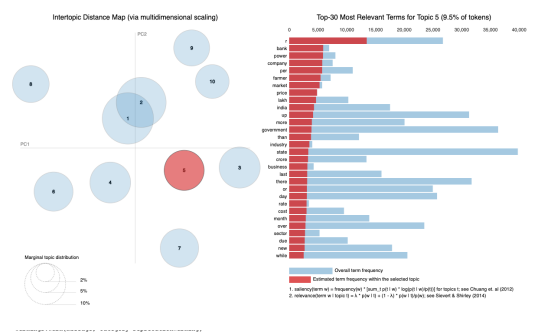 Intertopic Distance Map (via multidimensional scaling)
PC2
PC1
9
8
10
2
1
5
3
4
6
7
Marginal topic distribution
2%
5%
10%
Top-30 Most Relevant Terms for Topic 5 (9.5% of tokens)
0 5,000 10,000 15,000 20,000 25,000 30,000 35,000 40,000
r
bank
power
company
per
farmer
market
price
lakh
india
up
more
government
than
industry
state
crore
business
last
there
or
day
rate
cost
month
over
sector
due
new
while
Overall term frequency
Estimated term frequency within the selected topic
1. saliency(term w) = frequency(w) * [sum_t p(t | w) * log(p(t | w)/p(t))] for topics t; see Chuang et. al (2012)
2. relevance(term w | topic t) = λ * p(w | t) + (1 - λ) * p(w | t)/p(w); see Sievert & Shirley (2014)